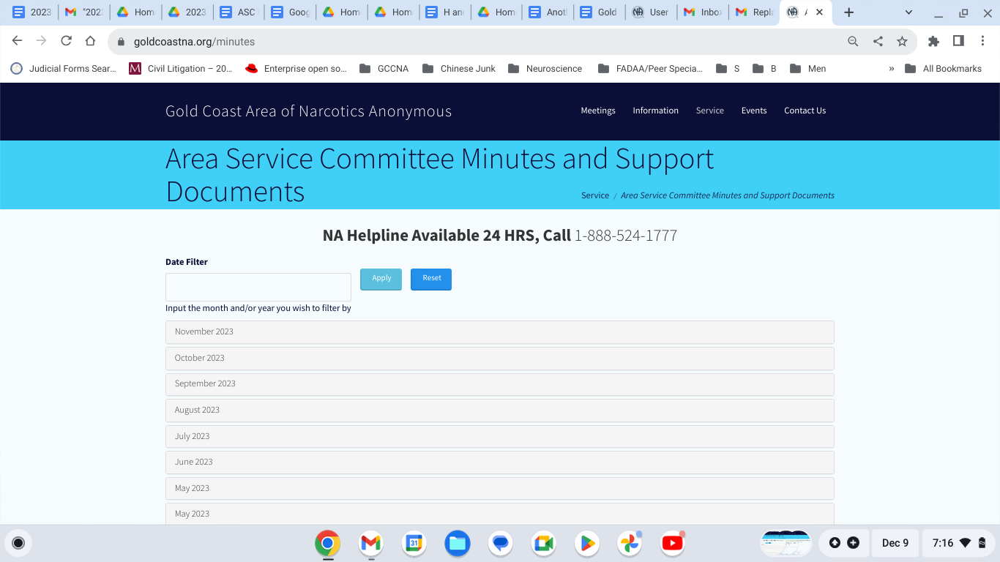 2023
"202
Hom
2023
ASC
Goog
Hom
Hom
H an
Hom
Anot
Gold
User
Inbox
Repl
goldcoastna.org/minutes
Judicial Forms Sear...
Civil Litigation – 20...
Enterprise open so...
GCCNA
Chinese Junk
Neuroscience
FADAA/Peer Specia...
S
B
Men
»
All Bookmarks
Gold Coast Area of Narcotics Anonymous
Meetings
Information
Service
Events
Contact Us
Area Service Committee Minutes and Support
Documents
Service / Area Service Committee Minutes and Support Documents
NA Helpline Available 24 HRS, Call 1-888-524-1777
Date Filter
Apply
Reset
Input the month and/or year you wish to filter by
November 2023
October 2023
September 2023
August 2023
July 2023
June 2023
May 2023
May 2023
31
Dec 9
7:16